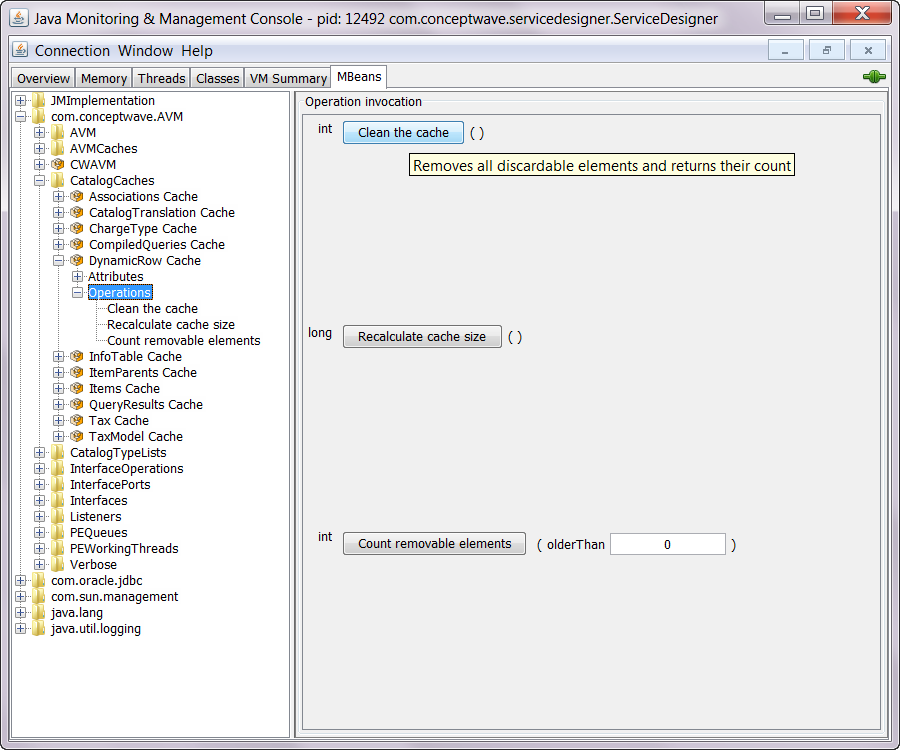 Java Monitoring & Management Console - pid: 12492 com.conceptwave.servicedesigner.ServiceDesigner
Connection Window Help
Overview Memory Threads Classes VM Summary MBeans
JMImplementation
com.conceptwave.AVM
AVM
AVMCaches
CWAVM
CatalogCaches
Associations Cache
CatalogTranslation Cache
ChargeType Cache
CompiledQueries Cache
DynamicRow Cache
Attributes
Operations
Clean the cache
Recalculate cache size
Count removable elements
InfoTable Cache
ItemParents Cache
Items Cache
QueryResults Cache
Tax Cache
TaxModel Cache
CatalogTypeLists
InterfaceOperations
InterfacePorts
Interfaces
Listeners
PEQueues
PEWorkingThreads
Verbose
com.oracle.jdbc
com.sun.management
java.lang
java.util.logging
Operation invocation
int Clean the cache ( )
Removes all discardable elements and returns their count
long Recalculate cache size ( )
int Count removable elements ( olderThan 0 )